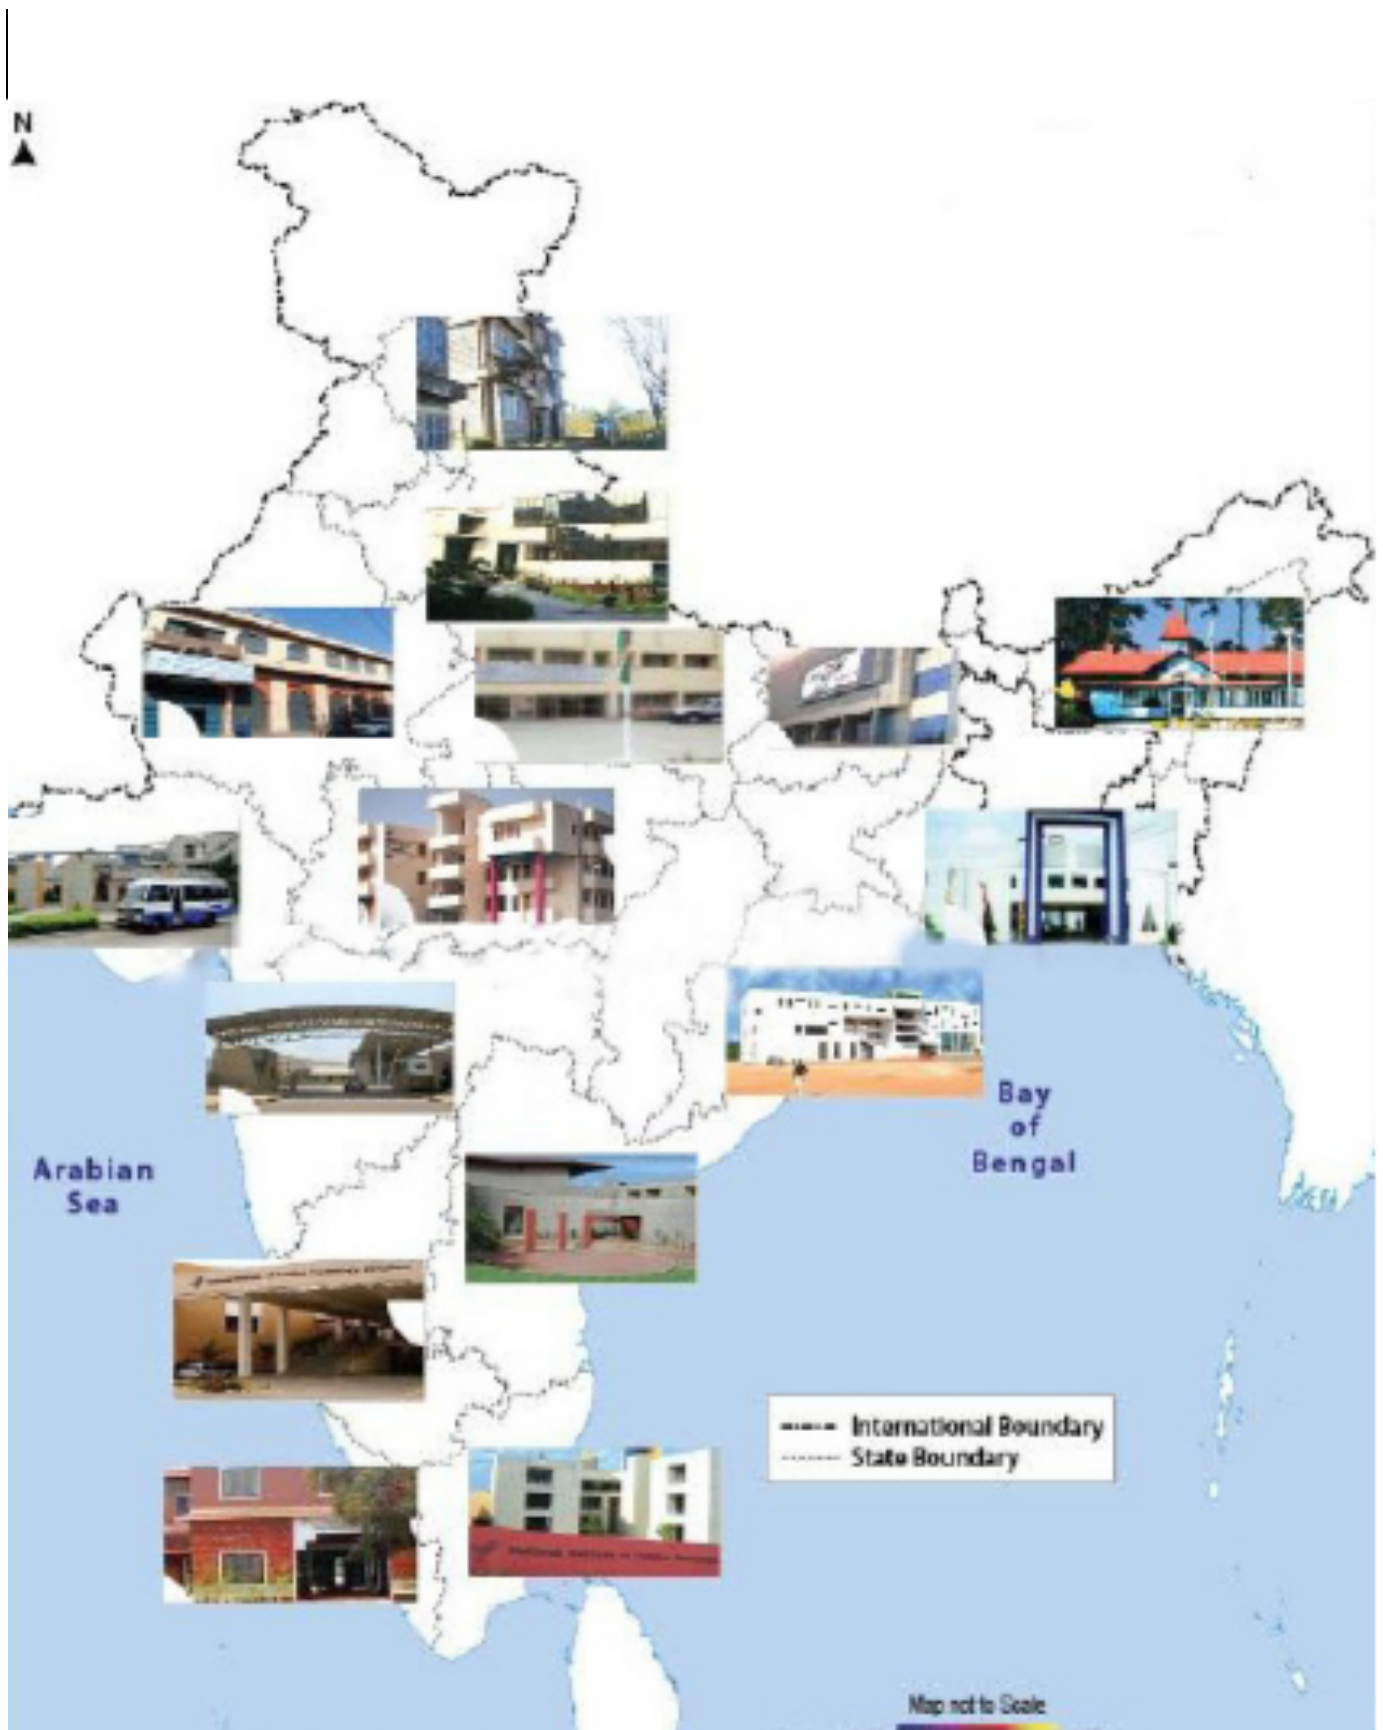 N
Arabian
Sea
Bay
of
Bengal
International Boundary
State Boundary
Map not to Scale